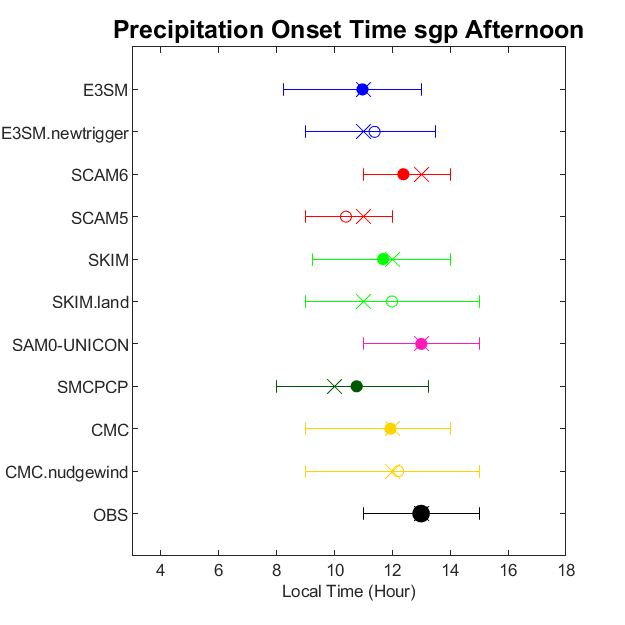 Precipitation Onset Time sgp Afternoon
E3SM
E3SM.newtrigger
SCAM6
SCAM5
SKIM
SKIM.land
SAM0-UNICON
SMCPCP
CMC
CMC.nudgewind
OBS
4 6 8 10 12 14 16 18
Local Time (Hour)